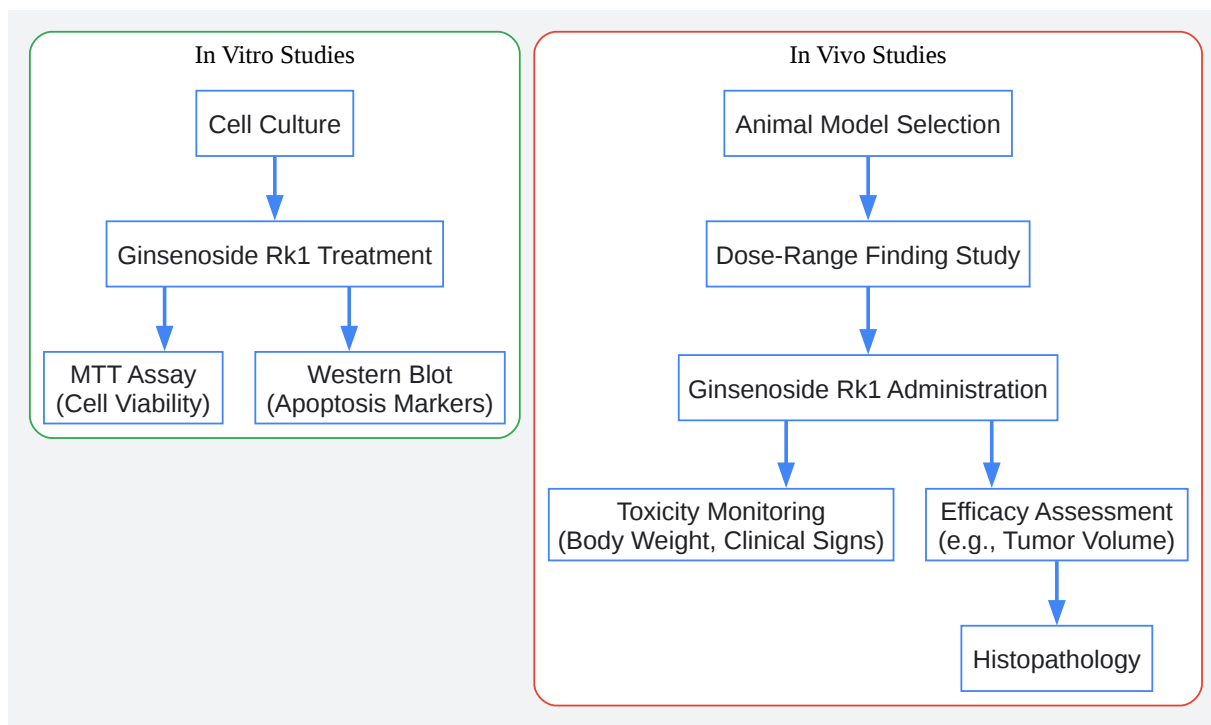 In Vitro Studies
Cell Culture
Ginsenoside Rk1 Treatment
MTT Assay
(Cell Viability)
Western Blot
(Apoptosis Markers)
In Vivo Studies
Animal Model Selection
Dose-Range Finding Study
Ginsenoside Rk1 Administration
Toxicity Monitoring
(Body Weight, Clinical Signs)
Efficacy Assessment
(e.g., Tumor Volume)
Histopathology